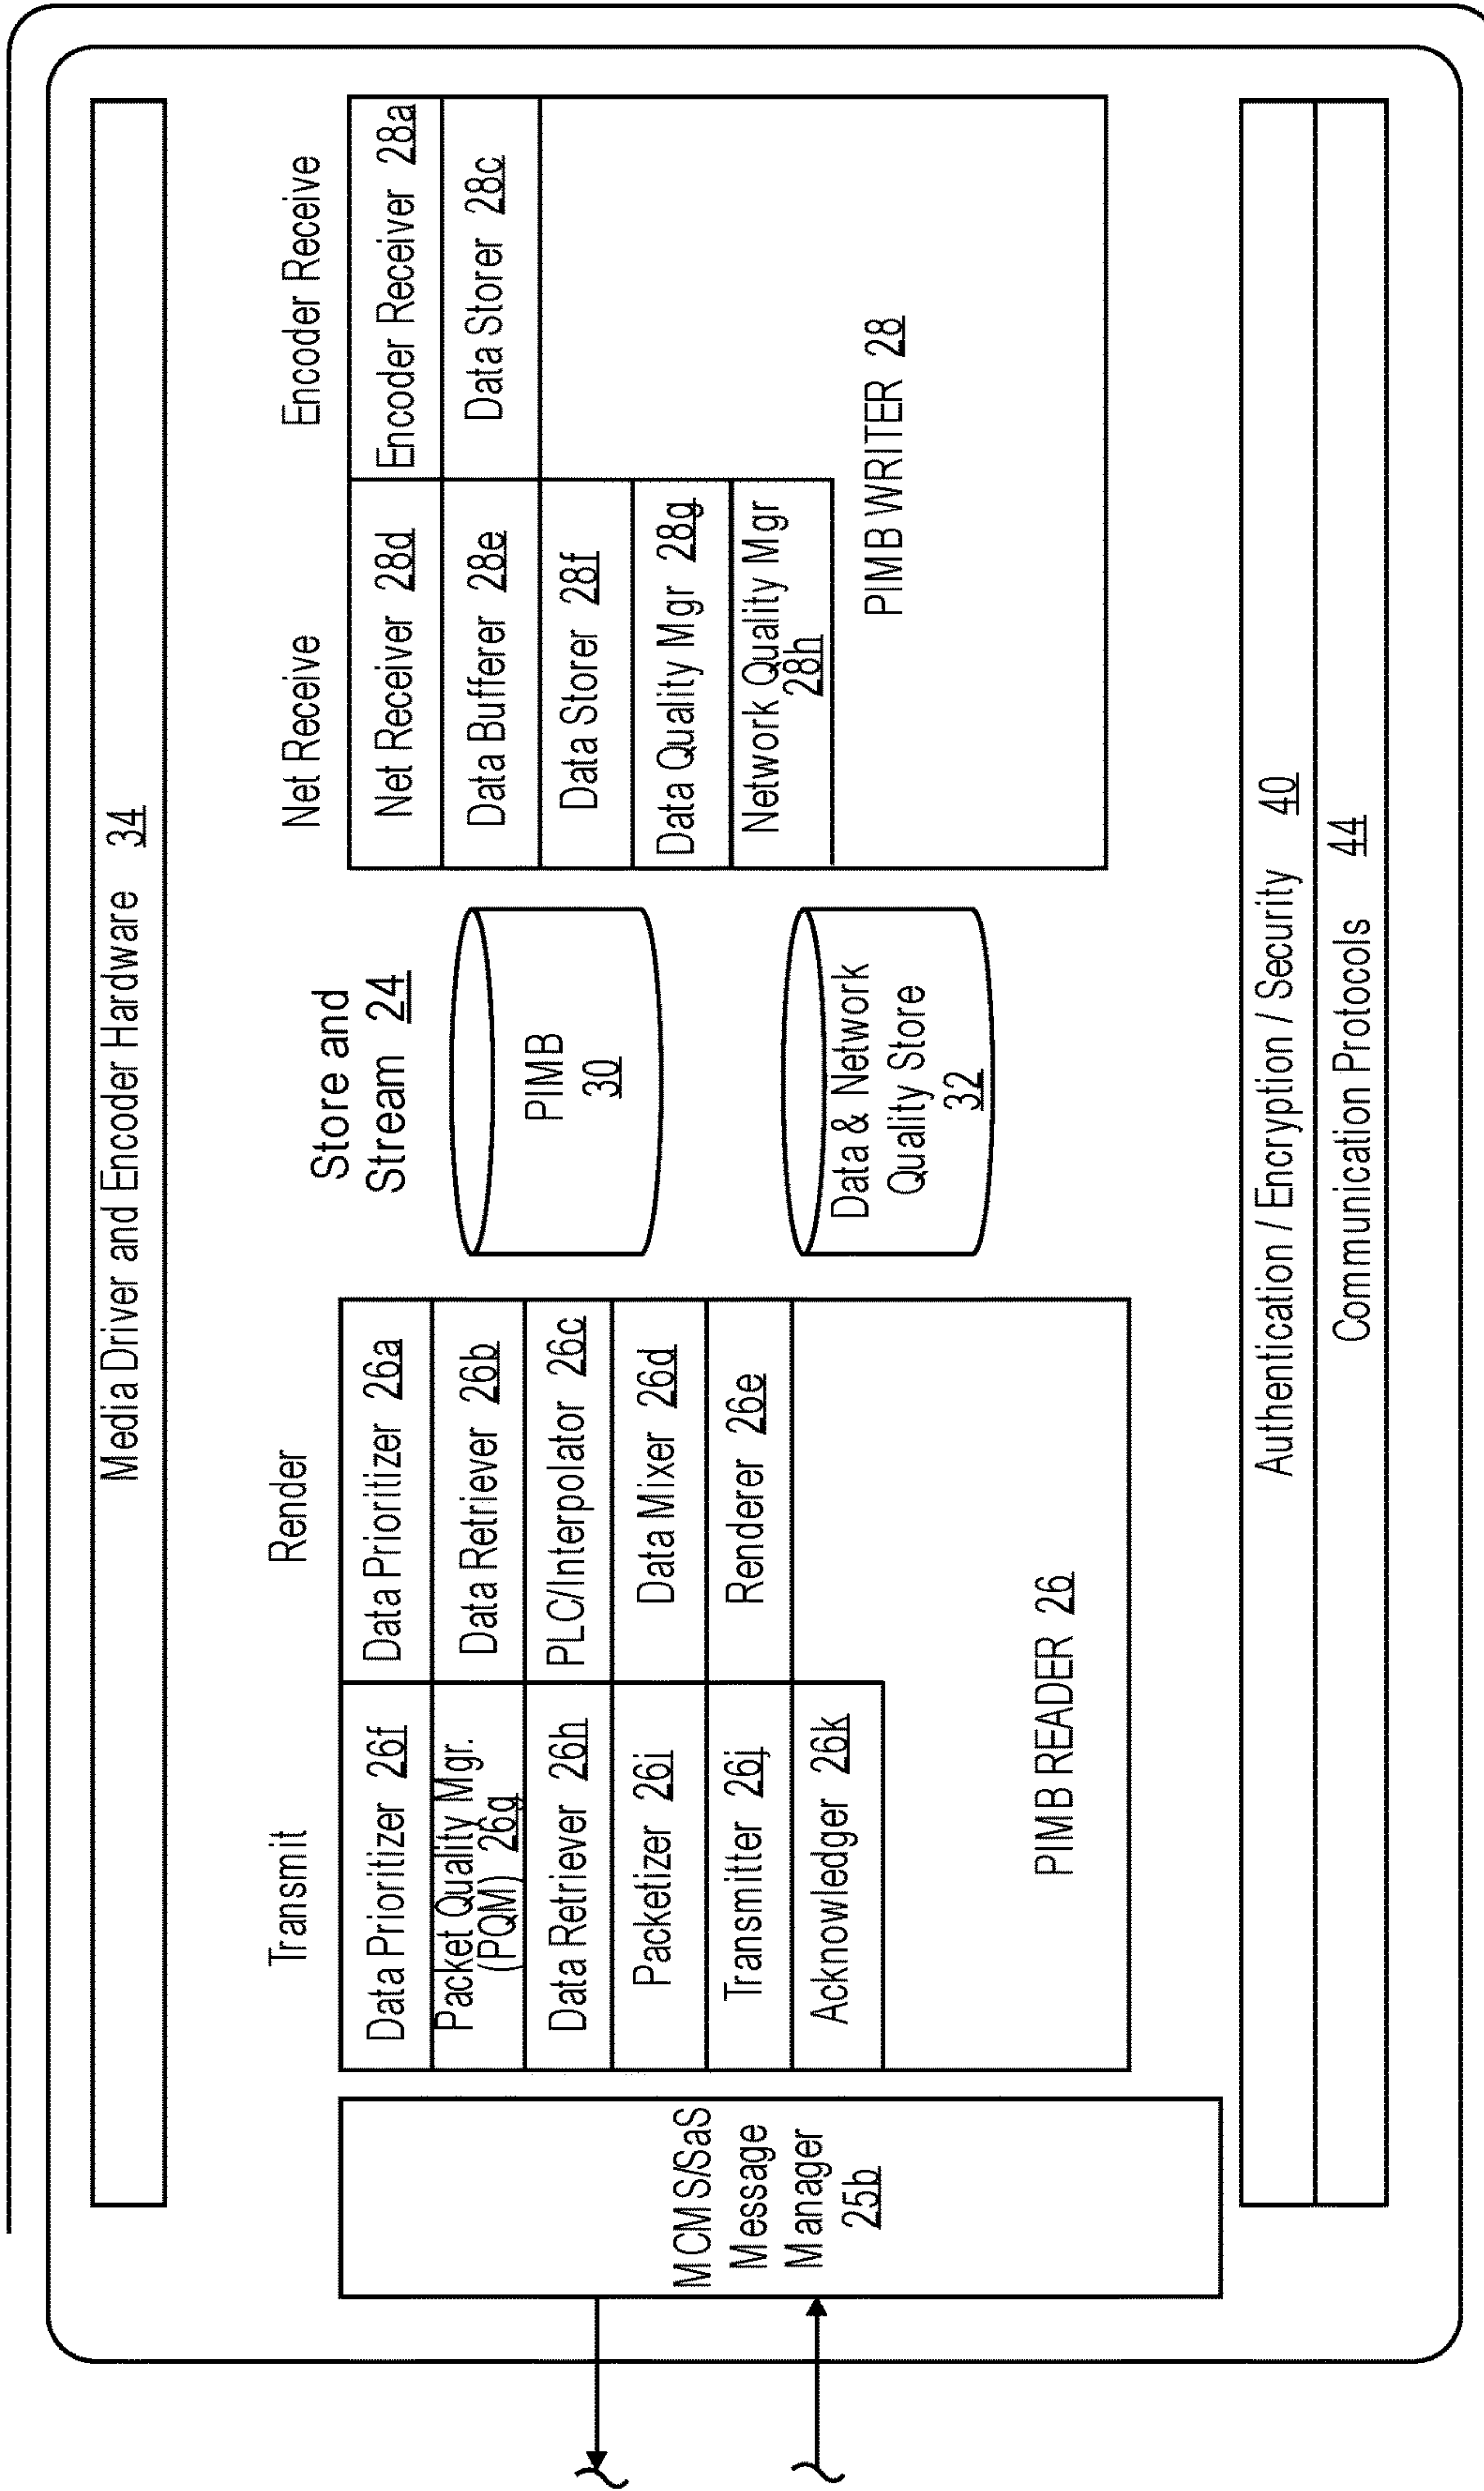 Media Driver and Encoder Hardware 34
MCMS/SaS
Message
Manager
25b
Transmit
Data Prioritizer 26f
Packet Quality Mgr.
(PQM) 26g
Data Retriever 26h
Packetizer 26i
Transmitter 26j
Acknowledger 26k
Render
Data Prioritizer 26a
Data Retriever 26b
PLC/Interpolator 26c
Data Mixer 26d
Renderer 26e
PIMB READER 26
Store and
Stream 24
PIMB
30
Data & Network
Quality Store
32
Net Receive
Net Receiver 28d
Data Bufferer 28e
Data Storer 28f
Data Quality Mgr 28g
Network Quality Mgr
28h
Encoder Receive
Encoder Receiver 28a
Data Storer 28c
PIMB WRITER 28
Authentication / Encryption / Security 40
Communication Protocols 44